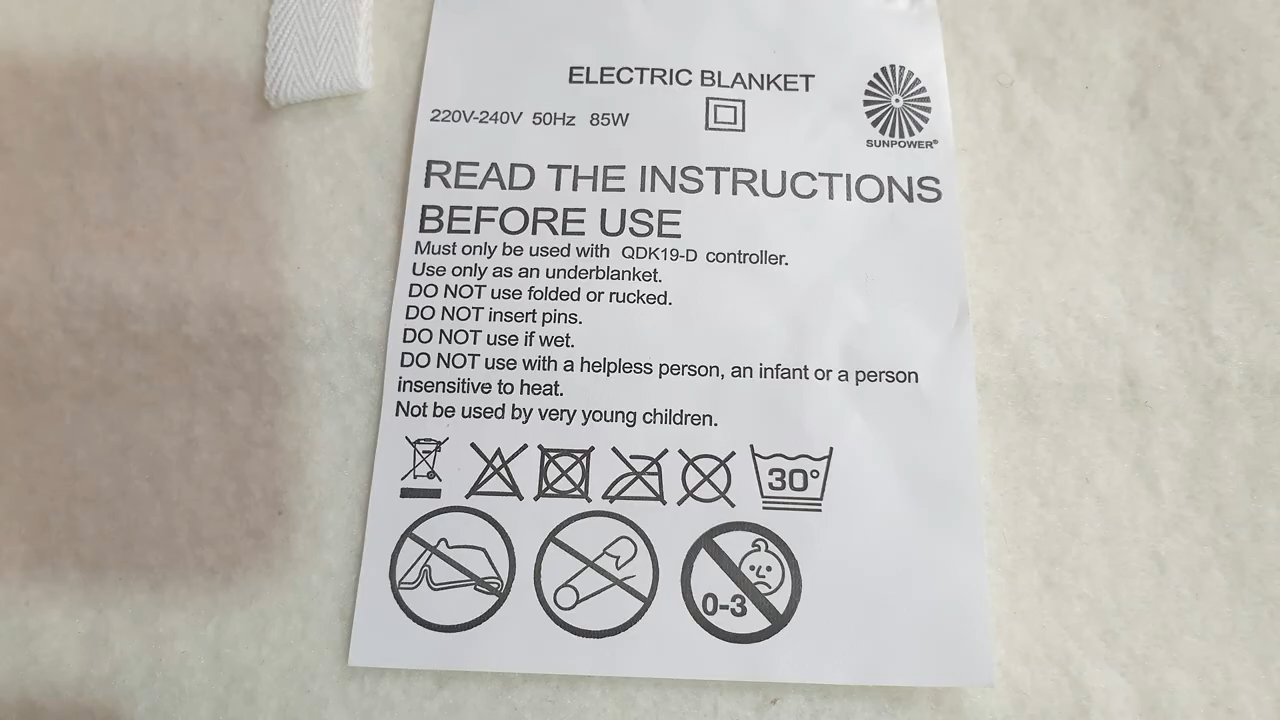 ELECTRIC BLANKET
220V-240V 50Hz 85W
SUNPOWER®
READ THE INSTRUCTIONS
BEFORE USE
Must only be used with QDK19-D controller.
Use only as an underblanket.
DO NOT use folded or rucked.
DO NOT insert pins.
DO NOT use if wet.
DO NOT use with a helpless person, an infant or a person
insensitive to heat.
Not be used by very young children.
30°
0-3